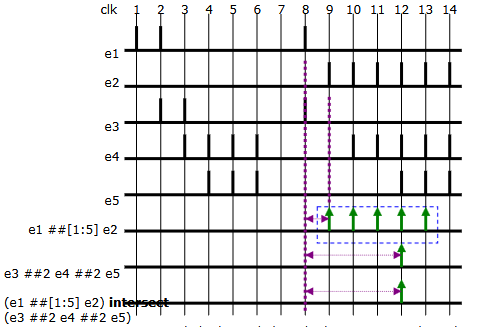 clk 1 2 3 4 5 6 7 8 9 10 11 12 13 14
e1
e2
e3
e4
e5
e1 ##[1:5] e2
e3 ##2 e4 ##2 e5
(e1 ##[1:5] e2) intersect
(e3 ##2 e4 ##2 e5)